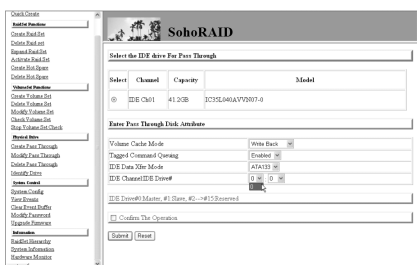 Quick Create
RaidSet Functions
Create Raid Set
Delete Raid set
Expand Raid Set
Activate Raid Set
Create Hot Spare
Delete Hot Spare
VolumeSet Functions
Create Volume Set
Delete Volume Set
Modify Volume Set
Check Volume Set
Stop Volume Set Check
Physical Drive
Create Pass Through
Modify Pass Through
Delete Pass Through
Identify Drive
System Control
System Config
View Events
Clear Event Buffer
Modify Password
Upgrade Firmware
Information
RaidSet Hierarchy
System Information
Hardware Monitor
SohoRAID
Select the IDE drive For Pass Through
Select Channel Capacity Model
IDE Ch01 41.2GB IC35L040AVVN07-0
Enter Pass Through Disk Attribute
Volume Cache Mode Write Back
Tagged Command Queuing Enabled
IDE Data Xfer Mode ATA133
IDE Channel:IDE Drive# 0 0
IDE Drive#0:Master, #1:Slave, #2-->#15:Reserved
Confirm The Operation
Submit Reset